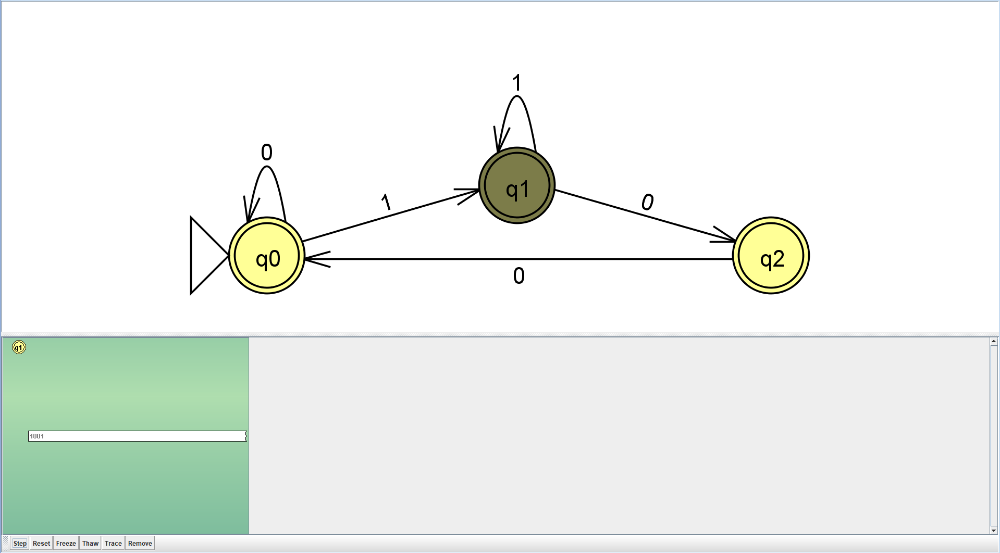 1
0
1
q1
0
q0
q2
0
q1
1001
Step Reset Freeze Thaw Trace Remove